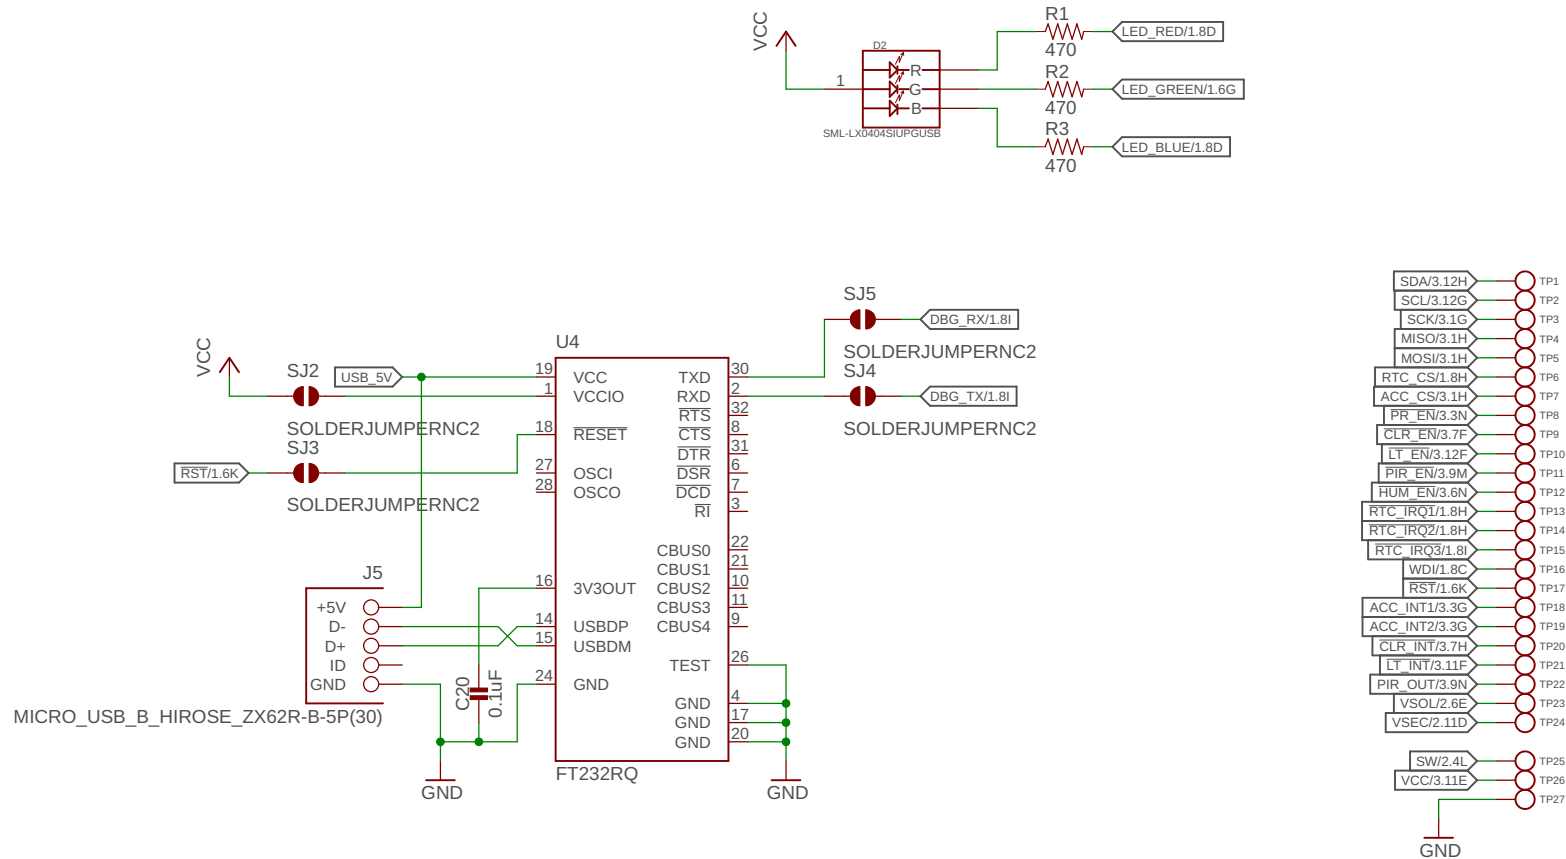 VCC
D2
1
R
G
B
SML-LX0404SIUPGUSB
R1
470
LED_RED/1.8D
R2
470
LED_GREEN/1.6G
R3
470
LED_BLUE/1.8D
VCC
SJ2
SOLDERJUMPERNC2
USB_5V
SJ3
SOLDERJUMPERNC2
RST/1.6K
J5
+5V
D-
D+
ID
GND
MICRO_USB_B_HIROSE_ZX62R-B-5P(30)
GND
C20
0.1uF
U4
19 VCC
1 VCCIO
18 RESET
27 OSCI
28 OSCO
16 3V3OUT
14 USBDP
15 USBDM
24 GND
TXD 30
RXD 2
RTS 32
CTS 8
DTR 31
DSR 6
DCD 7
RI 3
CBUS0 22
CBUS1 21
CBUS2 10
CBUS3 11
CBUS4 9
TEST 26
GND 4
GND 17
GND 20
FT232RQ
GND
SJ5
SOLDERJUMPERNC2
DBG_RX/1.8I
SJ4
SOLDERJUMPERNC2
DBG_TX/1.8I
SDA/3.12H TP1
SCL/3.12G TP2
SCK/3.1G TP3
MISO/3.1H TP4
MOSI/3.1H TP5
RTC_CS/1.8H TP6
ACC_CS/3.1H TP7
PR_EN/3.3N TP8
CLR_EN/3.7F TP9
LT_EN/3.12F TP10
PIR_EN/3.9M TP11
HUM_EN/3.6N TP12
RTC_IRQ1/1.8H TP13
RTC_IRQ2/1.8H TP14
RTC_IRQ3/1.8I TP15
WDI/1.8C TP16
RST/1.6K TP17
ACC_INT1/3.3G TP18
ACC_INT2/3.3G TP19
CLR_INT/3.7H TP20
LT_INT/3.11F TP21
PIR_OUT/3.9N TP22
VSOL/2.6E TP23
VSEC/2.11D TP24
SW/2.4L TP25
VCC/3.11E TP26
TP27
GND